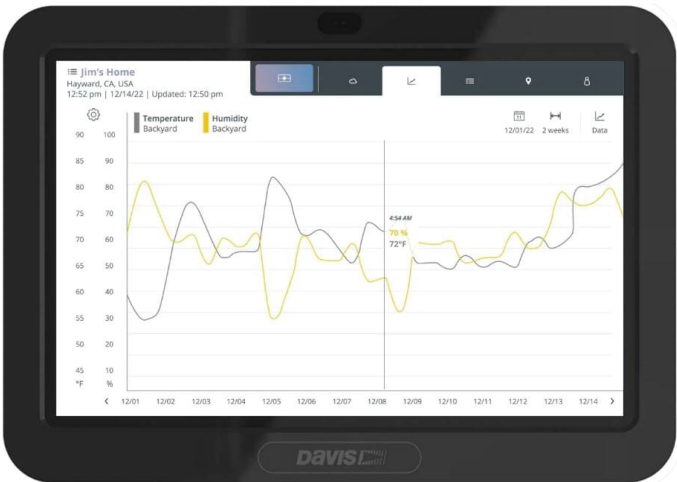 Jim's Home
Hayward, CA, USA
12:52 pm | 12/14/22 | Updated: 12:50 pm
Temperature
Backyard
Humidity
Backyard
11
12/01/22
2 weeks
Data
90 100
85 90
80 80
75 70
70 60
65 50
60 40
55 30
50 20
45 10
°F %
4:54 AM
70 %
72°F
12/01 12/02 12/03 12/04 12/05 12/06 12/07 12/08 12/09 12/10 12/11 12/12 12/13 12/14
DAVIS